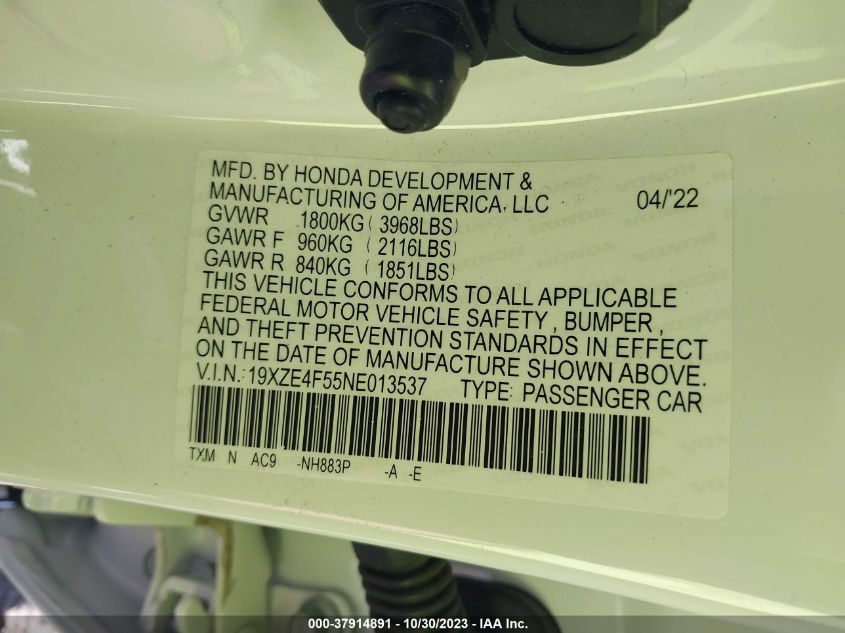 MFD. BY HONDA DEVELOPMENT &
MANUFACTURING OF AMERICA, LLC 04/'22
GVWR 1800KG ( 3968LBS)
GAWR F 960KG ( 2116LBS)
GAWR R 840KG ( 1851LBS)
THIS VEHICLE CONFORMS TO ALL APPLICABLE
FEDERAL MOTOR VEHICLE SAFETY , BUMPER ,
AND THEFT PREVENTION STANDARDS IN EFFECT
ON THE DATE OF MANUFACTURE SHOWN ABOVE.
V.I.N.:19XZE4F55NE013537 TYPE: PASSENGER CAR
TXM N AC9 -NH883P -A -E
000-37914891 - 10/30/2023 - IAA Inc.